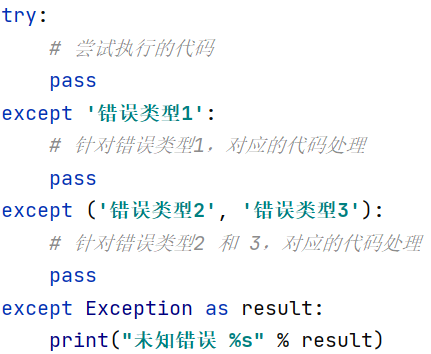 try:
    # 尝试执行的代码
    pass
except '错误类型1':
    # 针对错误类型1，对应的代码处理
    pass
except ('错误类型2', '错误类型3'):
    # 针对错误类型2 和 3，对应的代码处理
    pass
except Exception as result:
    print("未知错误 %s" % result)